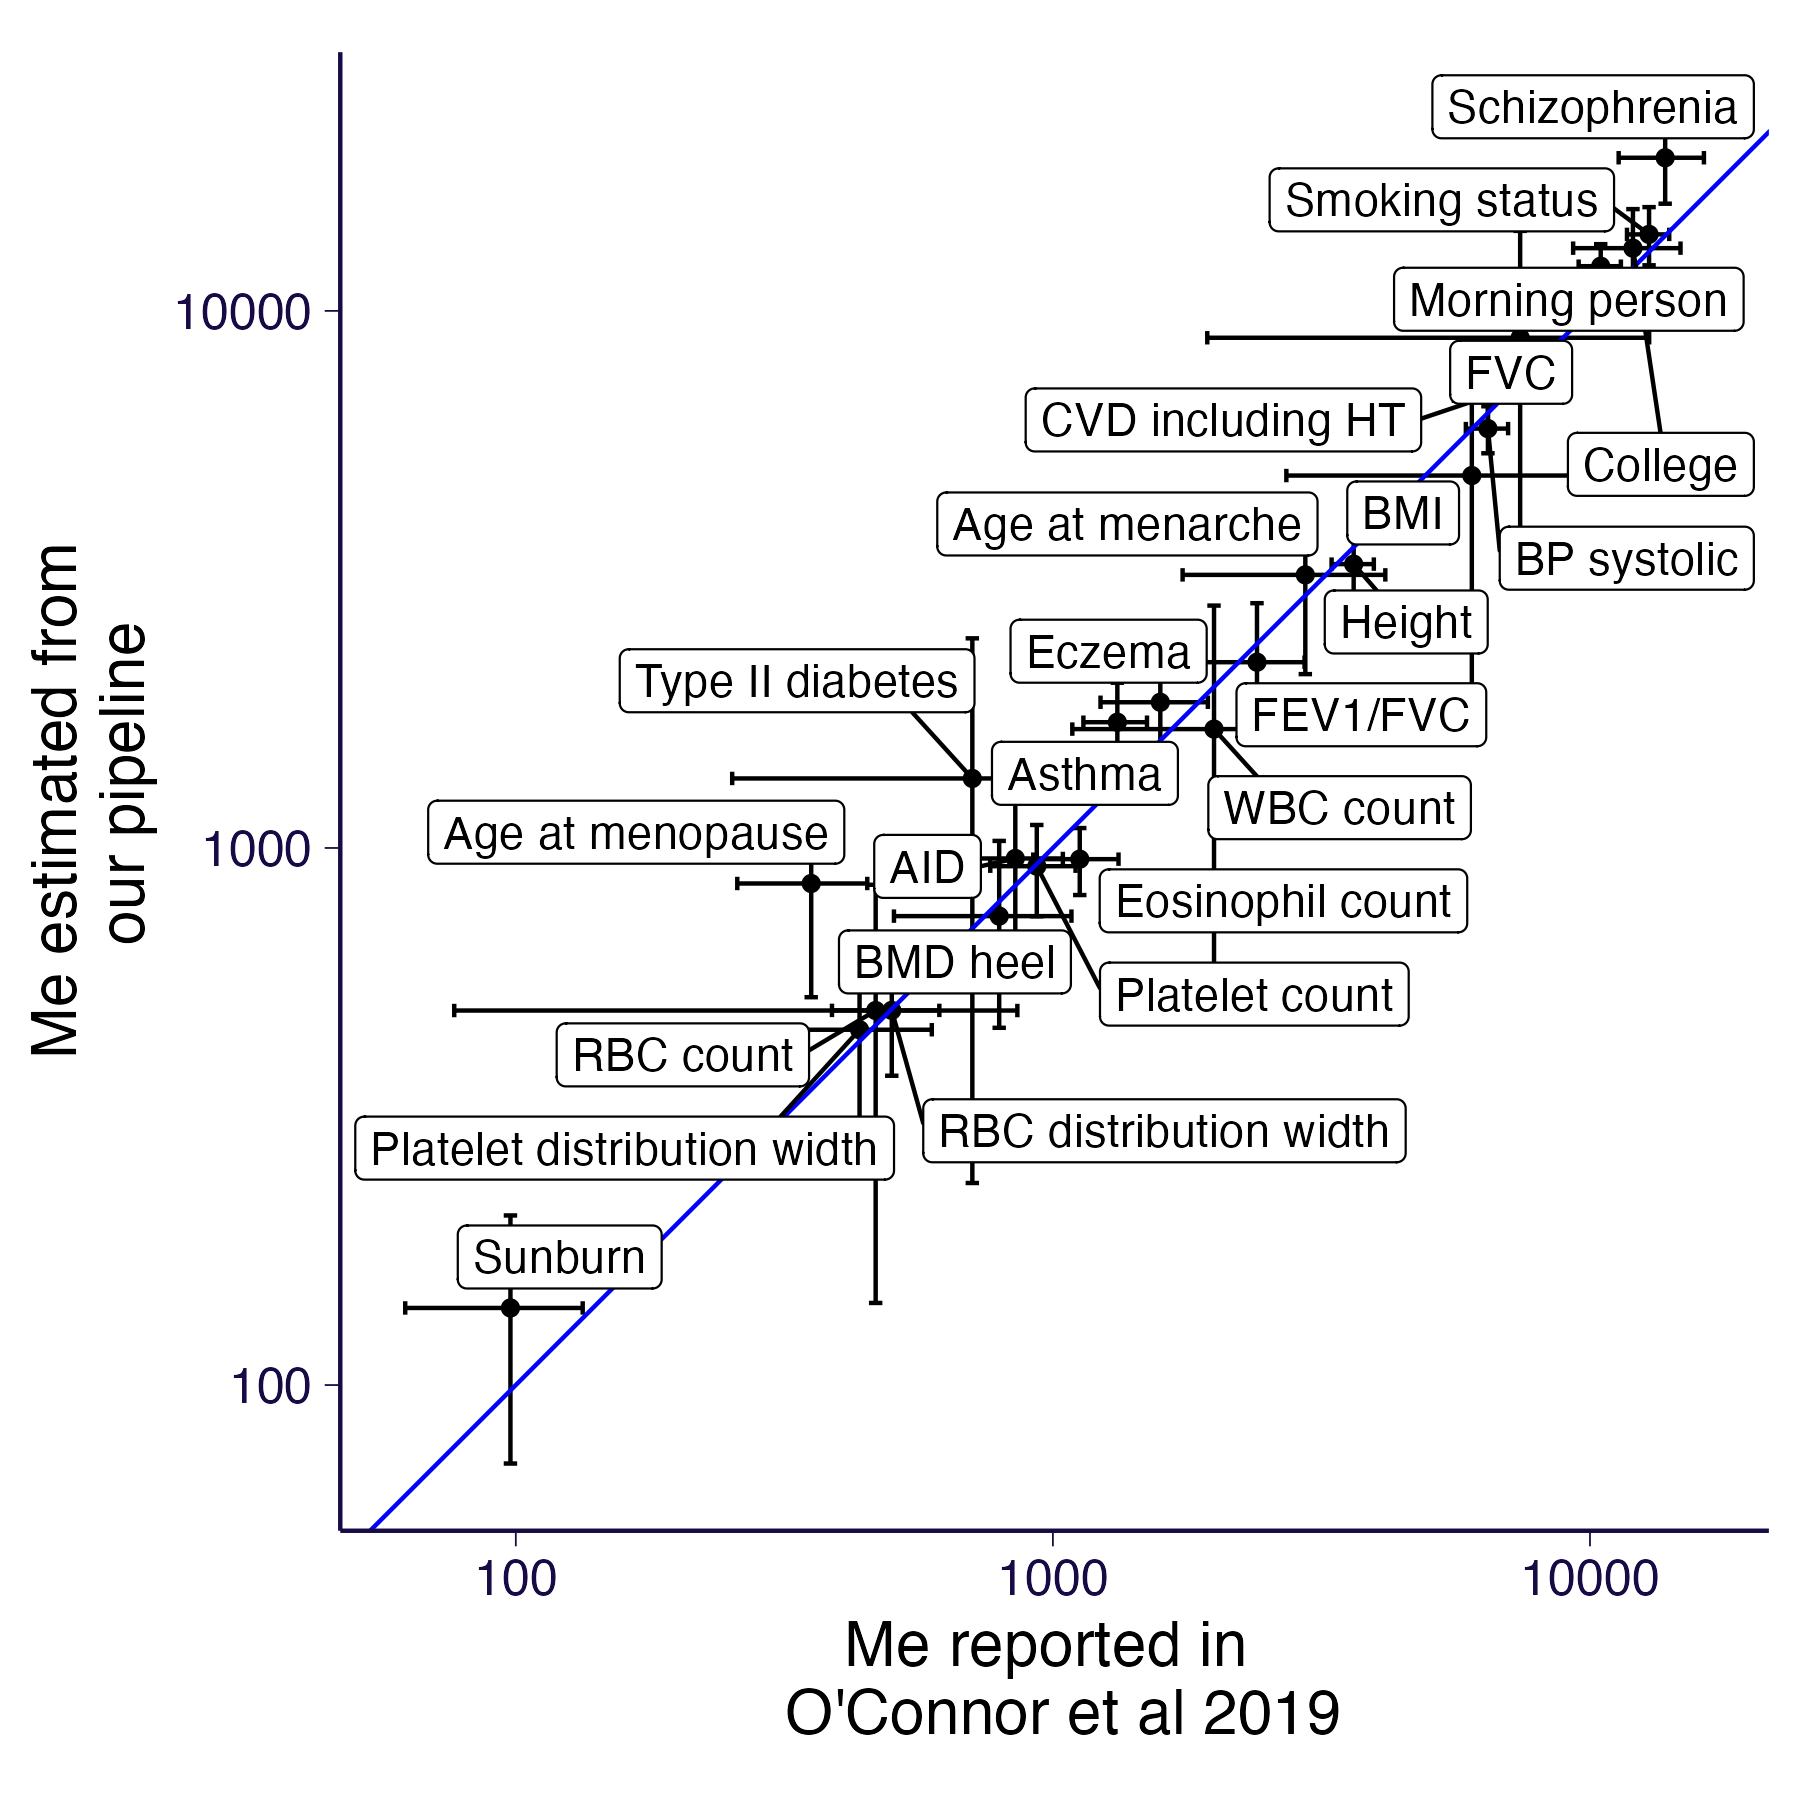 Schizophrenia
Smoking status
10000
Morning person
FVC
CVD including HT
College
Age at menarche
BMI
BP systolic
Height
Eczema
Type II diabetes
FEV1/FVC
Asthma
WBC count
Age at menopause
1000
AID
Eosinophil count
BMD heel
Platelet count
RBC count
RBC distribution width
Platelet distribution width
Sunburn
100
Me estimated from
our pipeline
100 1000 10000
Me reported in
O'Connor et al 2019